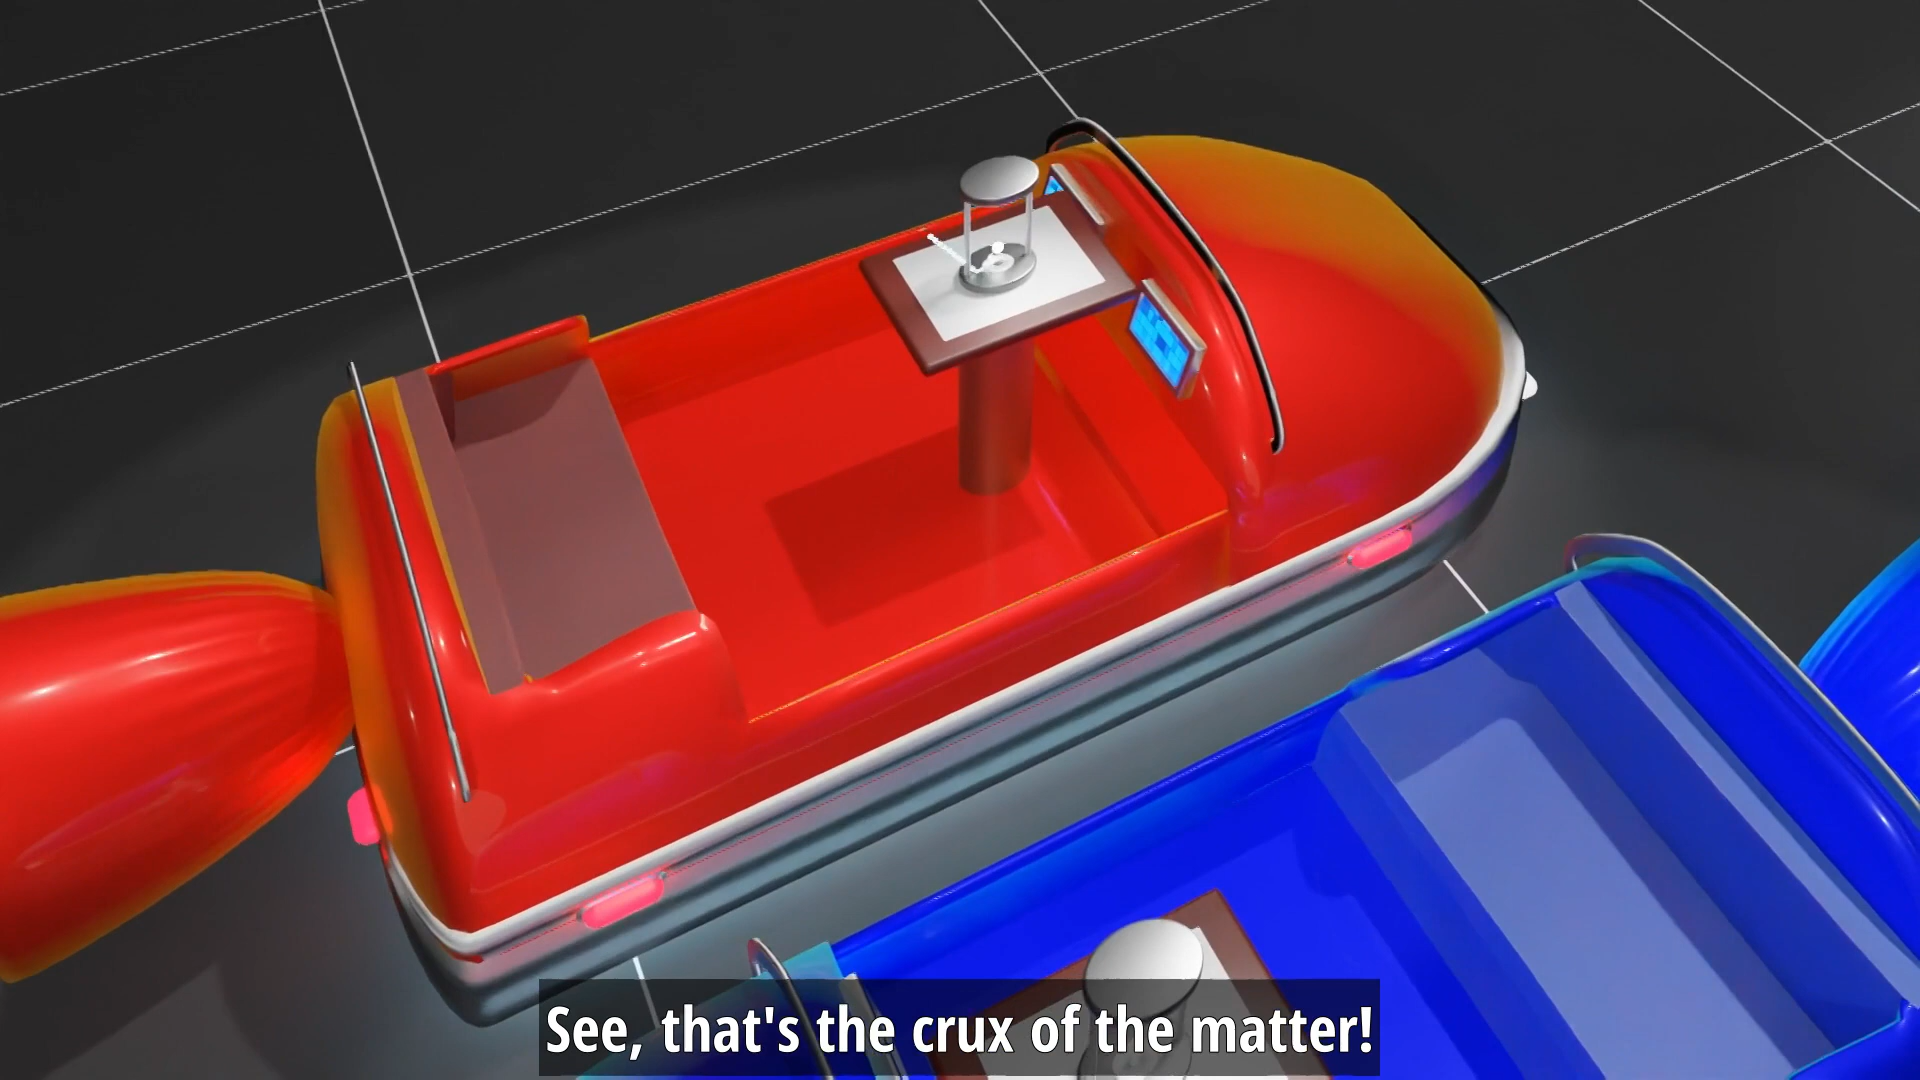 See, that's the crux of the matter!